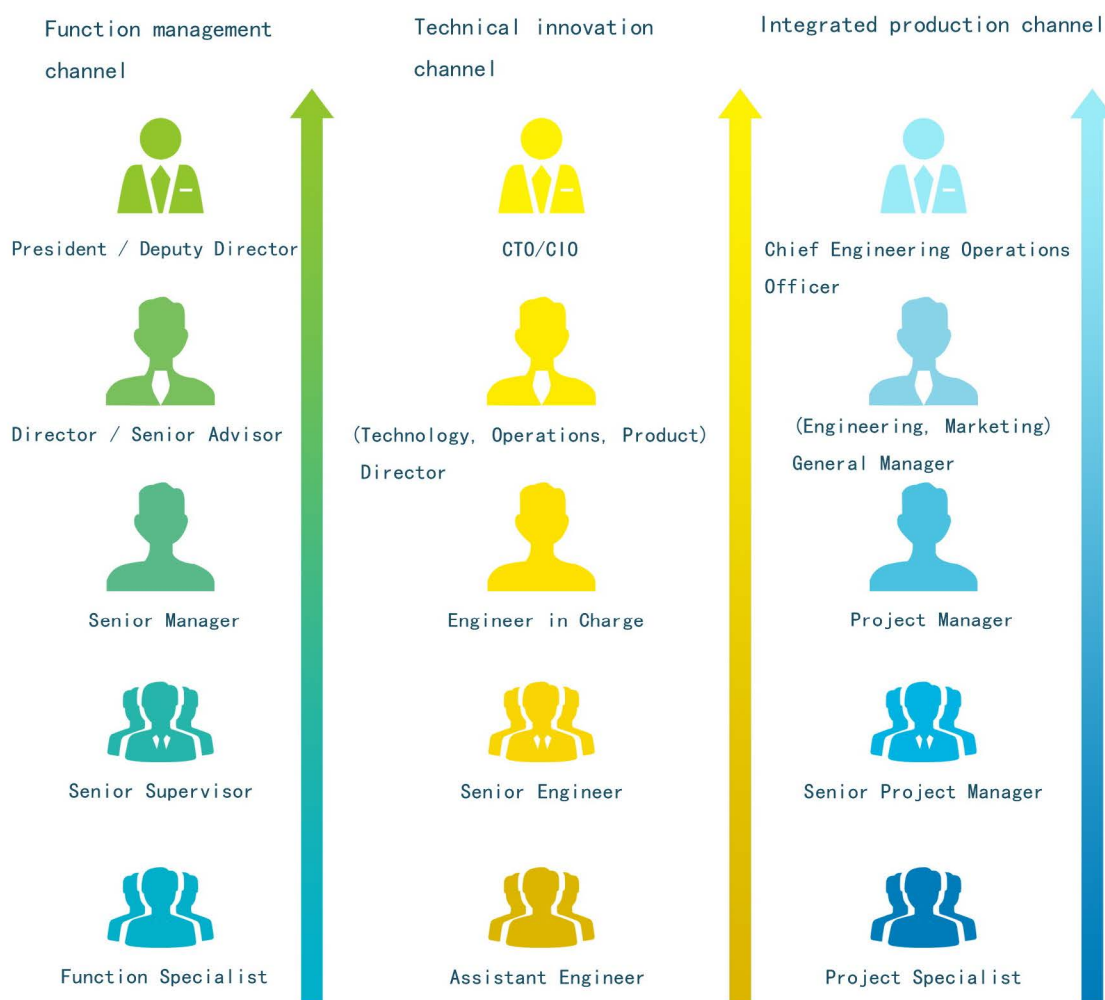 Function management
channel
Technical innovation
channel
Integrated production channel
President / Deputy Director
CTO/CIO
Chief Engineering Operations
Officer
Director / Senior Advisor
(Technology, Operations, Product)
Director
(Engineering, Marketing)
General Manager
Senior Manager
Engineer in Charge
Project Manager
Senior Supervisor
Senior Engineer
Senior Project Manager
Function Specialist
Assistant Engineer
Project Specialist